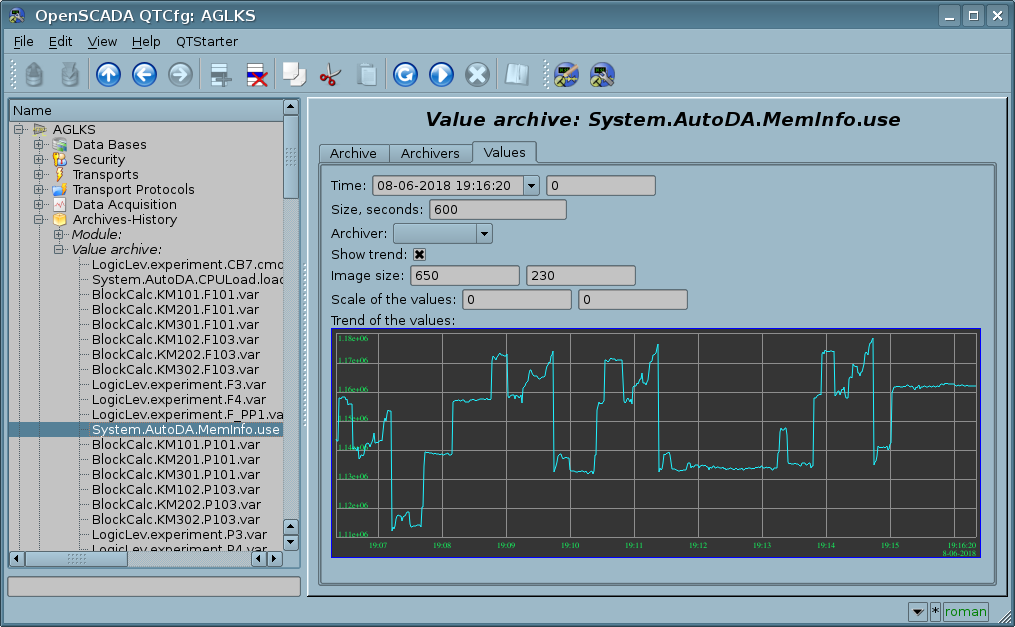 OpenSCADA QTCfg: AGLKS
File Edit View Help QTStarter
Name
AGLKS
Data Bases
Security
Transports
Transport Protocols
Data Acquisition
Archives-History
Module:
Value archive:
LogicLev.experiment.CB7.cmd
System.AutoDA.CPULoad.load
BlockCalc.KM101.F101.var
BlockCalc.KM201.F101.var
BlockCalc.KM301.F101.var
BlockCalc.KM102.F103.var
BlockCalc.KM202.F103.var
BlockCalc.KM302.F103.var
LogicLev.experiment.F3.var
LogicLev.experiment.F4.var
LogicLev.experiment.F_PP1.va
System.AutoDA.MemInfo.use
BlockCalc.KM101.P101.var
BlockCalc.KM201.P101.var
BlockCalc.KM301.P101.var
BlockCalc.KM102.P103.var
BlockCalc.KM202.P103.var
BlockCalc.KM302.P103.var
LogicLev.experiment.P3.var
LogicLev.experiment.P4.var
Value archive: System.AutoDA.MemInfo.use
Archive Archivers Values
Time: 08-06-2018 19:16:20 0
Size, seconds: 600
Archiver:
Show trend:
Image size: 650 230
Scale of the values: 0 0
Trend of the values:
1.18e+06
1.17e+06
1.16e+06
1.15e+06
1.14e+06
1.13e+06
1.12e+06
1.11e+06
19:07 19:08 19:09 19:10 19:11 19:12 19:13 19:14 19:15 19:16:20
8-06-2018
* roman